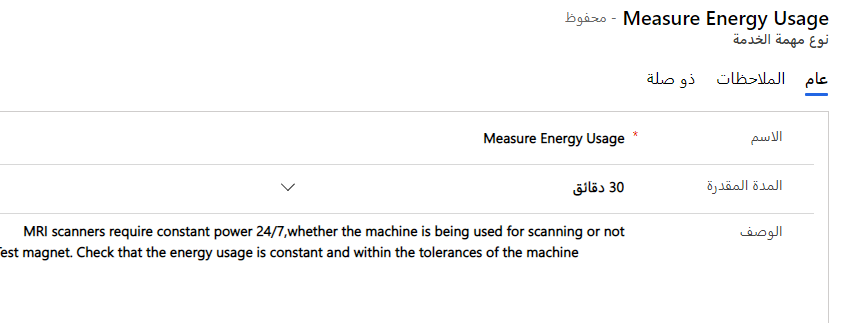 Measure Energy Usage - محفوظ
نوع مهمة الخدمة
عام الملاحظات ذو صلة
الاسم * Measure Energy Usage
المدة المقدرة 30 دقائق
الوصف MRI scanners require constant power 24/7,whether the machine is being used for scanning or not
magnet. Check that the energy usage is constant and within the tolerances of the machine